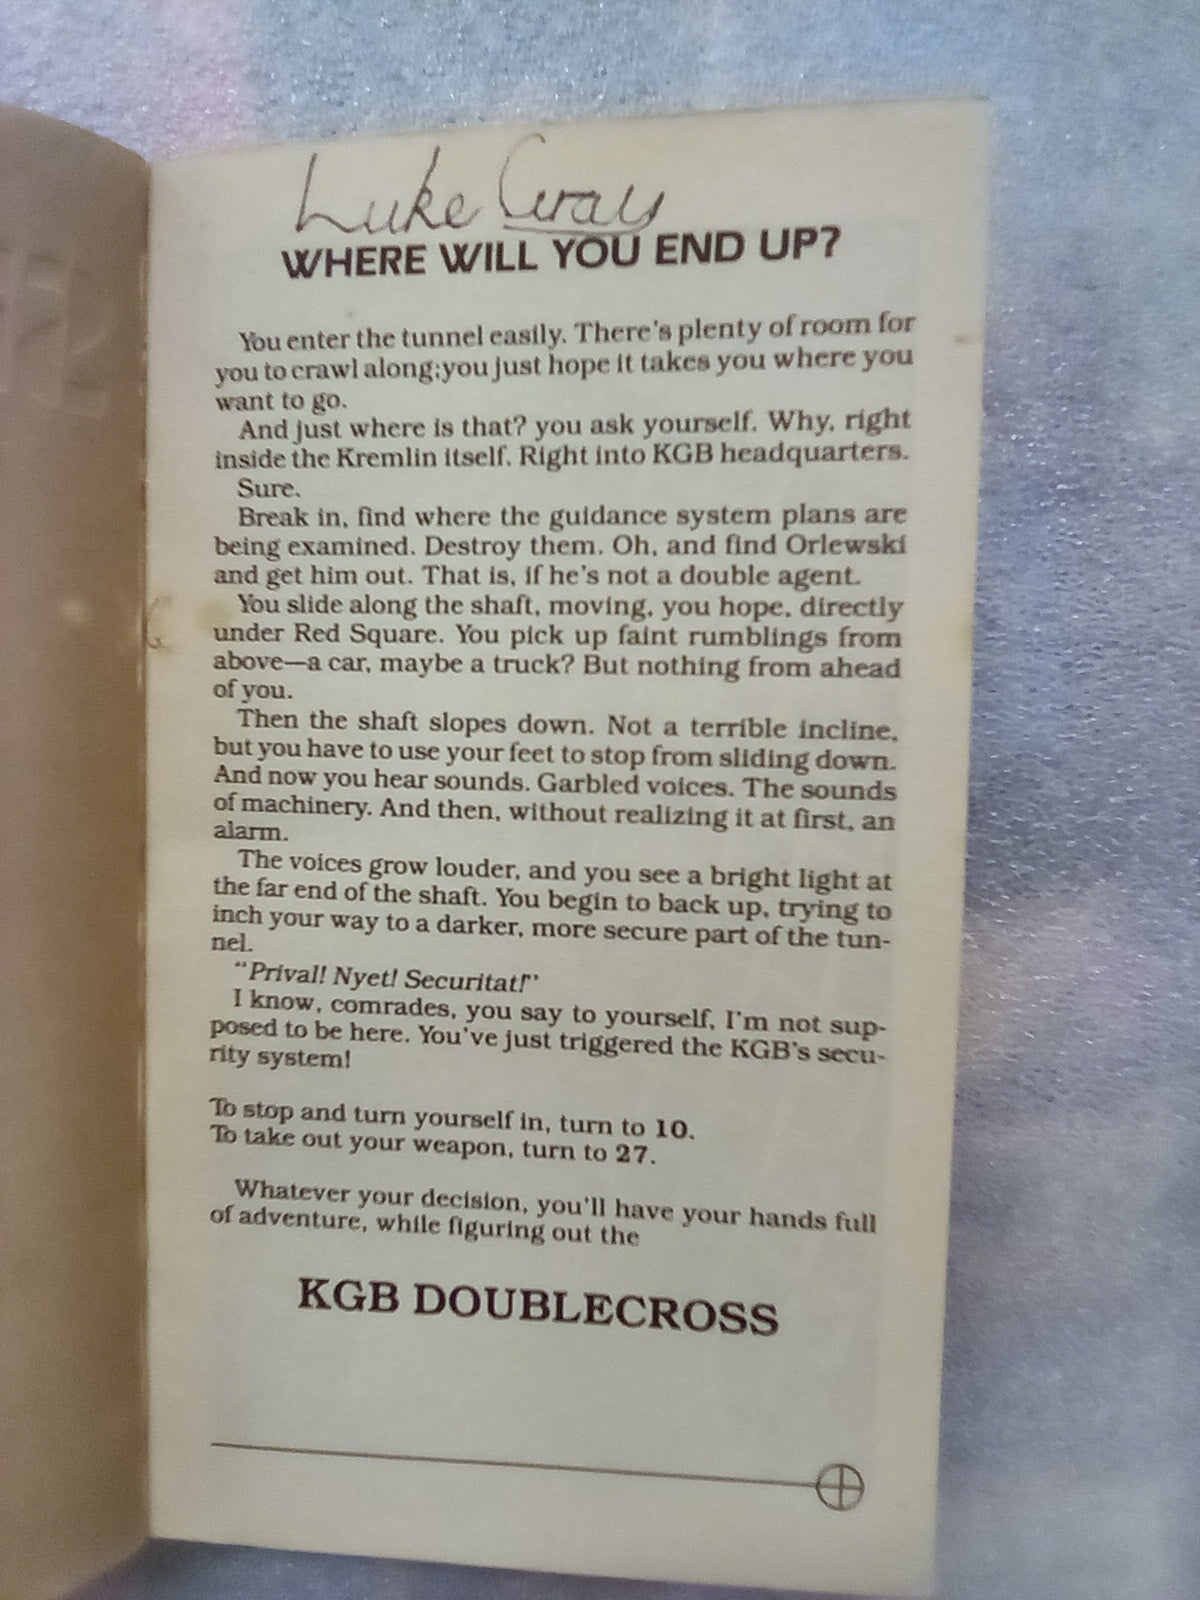 Luke Gray
WHERE WILL YOU END UP?
You enter the tunnel easily. There's plenty of room for
you to crawl along; you just hope it takes you where you
want to go.
And just where is that? you ask yourself. Why, right
inside the Kremlin itself. Right into KGB headquarters.
Sure.
Break in, find where the guidance system plans are
being examined. Destroy them. Oh, and find Orlewski
and get him out. That is, if he's not a double agent.
You slide along the shaft, moving, you hope, directly
under Red Square. You pick up faint rumblings from
above—a car, maybe a truck? But nothing from ahead
of you.
Then the shaft slopes down. Not a terrible incline,
but you have to use your feet to stop from sliding down.
And now you hear sounds. Garbled voices. The sounds
of machinery. And then, without realizing it at first, an
alarm.
The voices grow louder, and you see a bright light at
the far end of the shaft. You begin to back up, trying to
inch your way to a darker, more secure part of the tun-
nel.
"Prival! Nyet! Securitat!"
I know, comrades, you say to yourself, I'm not sup-
posed to be here. You've just triggered the KGB's secu-
rity system!
To stop and turn yourself in, turn to 10.
To take out your weapon, turn to 27.
Whatever your decision, you'll have your hands full
of adventure, while figuring out the
KGB DOUBLECROSS